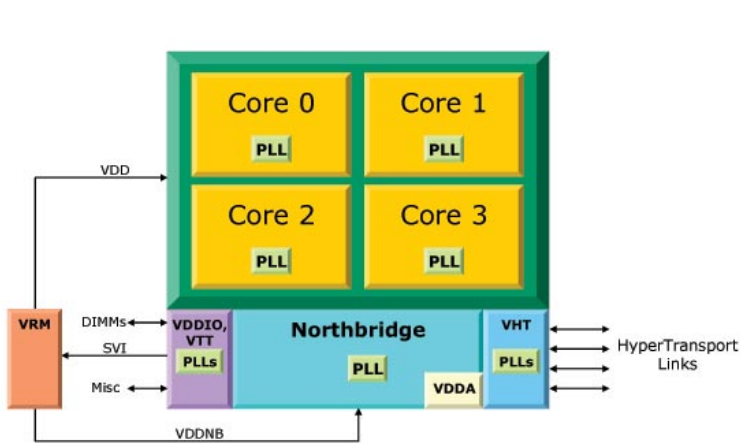 Core 0
PLL
Core 1
PLL
VDD
Core 2
PLL
Core 3
PLL
VRM
DIMMs
SVI
Misc
VDDIO,
VTT
PLLs
Northbridge
PLL
VDDA
VHT
PLLs
HyperTransport
Links
VDDNB